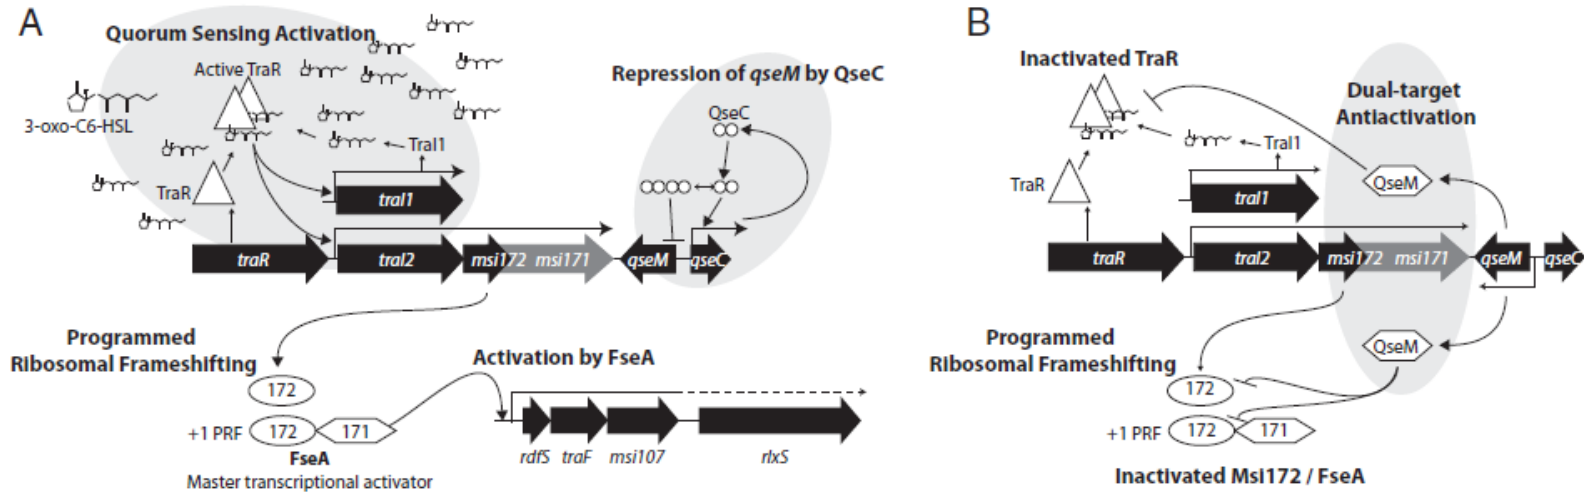 A
Quorum Sensing Activation
Active TraR
3-oxo-C6-HSL
TraI1
TraR
traI1
traR
traI2
msi172
msi171
qseM
qseC
Repression of qseM by QseC
QseC
Programmed
Ribosomal Frameshifting
172
+1 PRF
172
171
FseA
Master transcriptional activator
Activation by FseA
rdfS
traF
msi107
rlxS
B
Inactivated TraR
Dual-target
Antiactivation
TraI1
QseM
TraR
traI1
traR
traI2
msi172
msi171
qseM
qseC
Programmed
Ribosomal Frameshifting
QseM
172
+1 PRF
172
171
Inactivated Msi172 / FseA